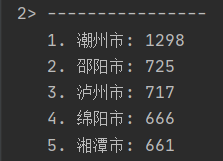 2> ----------------
1. 潮州市: 1298
2. 邵阳市: 725
3. 泸州市: 717
4. 绵阳市: 666
5. 湘潭市: 661